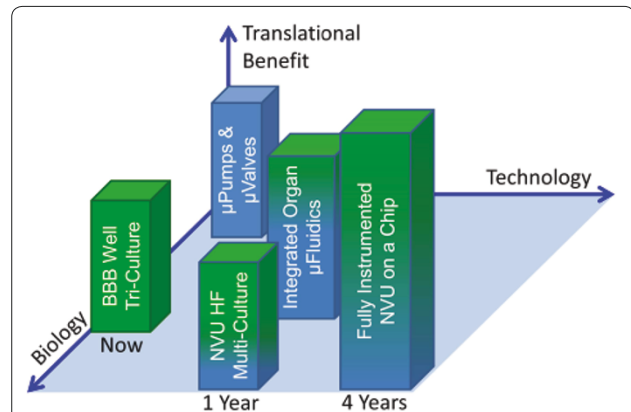 Translational
Benefit
µPumps &
µValves
Technology
Integrated Organ
µFluidics
Fully Instrumented
NVU on a Chip
BBB Well
Tri-Culture
NVU HF
Multi-Culture
Biology
Now
1 Year
4 Years